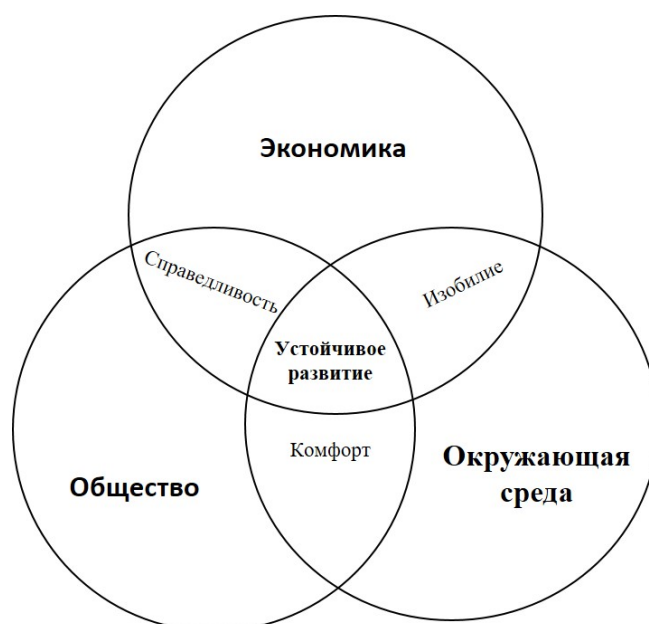 Экономика
Справедливость
Изобилие
Устойчивое
развитие
Комфорт
Общество
Окружающая
среда